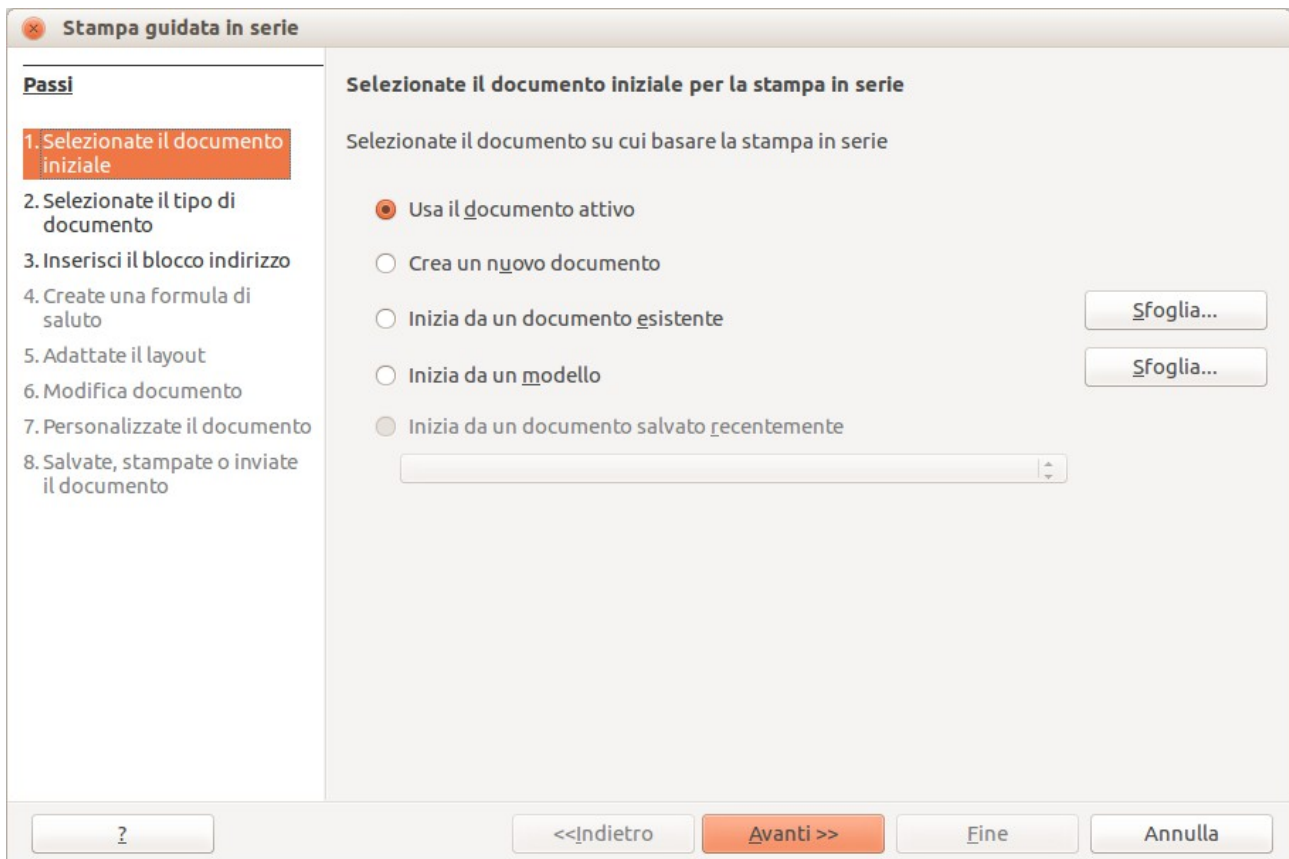 Stampa guidata in serie
Passi
1. Selezionate il documento
iniziale
2. Selezionate il tipo di
documento
3. Inserisci il blocco indirizzo
4. Create una formula di
saluto
5. Adattate il layout
6. Modifica documento
7. Personalizzate il documento
8. Salvate, stampate o inviate
il documento
Selezionate il documento iniziale per la stampa in serie
Selezionate il documento su cui basare la stampa in serie
Usa il documento attivo
Crea un nuovo documento
Inizia da un documento esistente
Sfoglia...
Inizia da un modello
Sfoglia...
Inizia da un documento salvato recentemente
?
<<Indietro
Avanti >>
Fine
Annulla